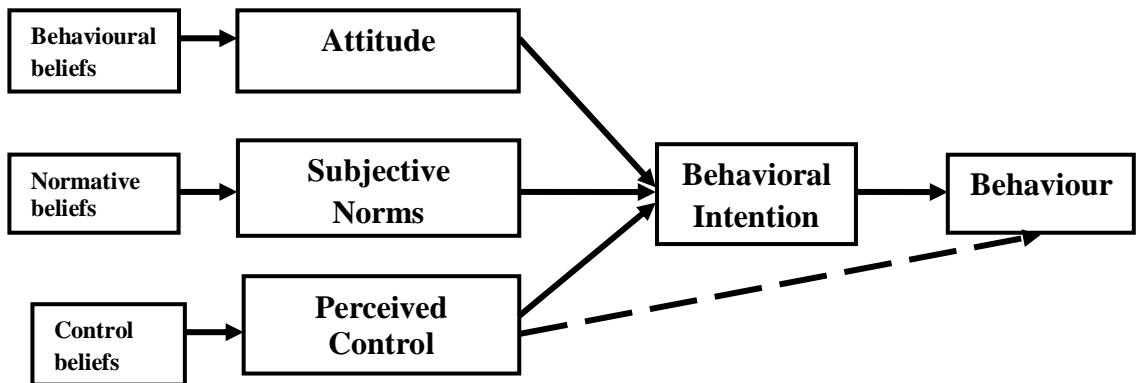 Behavioural
beliefs
Attitude
Normative
beliefs
Subjective
Norms
Control
beliefs
Perceived
Control
Behavioral
Intention
Behaviour